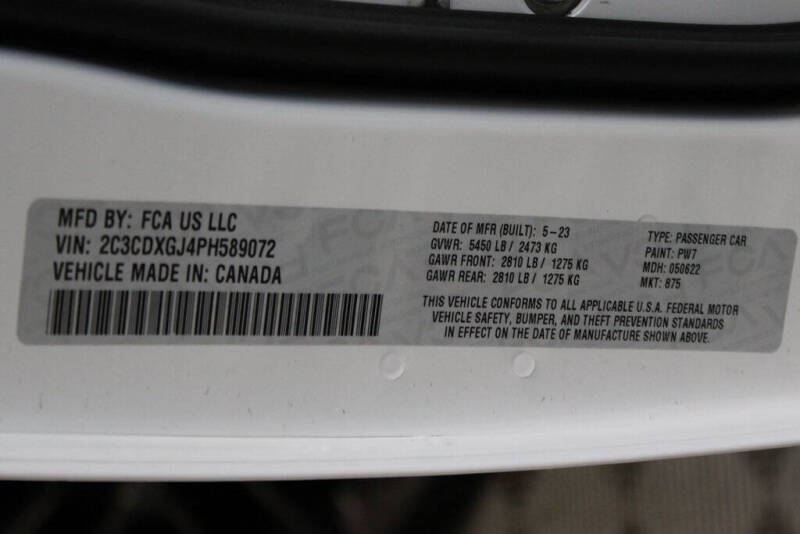 MFD BY: FCA US LLC
VIN: 2C3CDXGJ4PH589072
VEHICLE MADE IN: CANADA
DATE OF MFR (BUILT): 5-23
GVWR: 5450 LB / 2473 KG
GAWR FRONT: 2810 LB / 1275 KG
GAWR REAR: 2810 LB / 1275 KG
TYPE: PASSENGER CAR
PAINT: PW7
MDH: 050622
MKT: 875
THIS VEHICLE CONFORMS TO ALL APPLICABLE U.S.A. FEDERAL MOTOR
VEHICLE SAFETY, BUMPER, AND THEFT PREVENTION STANDARDS
IN EFFECT ON THE DATE OF MANUFACTURE SHOWN ABOVE.